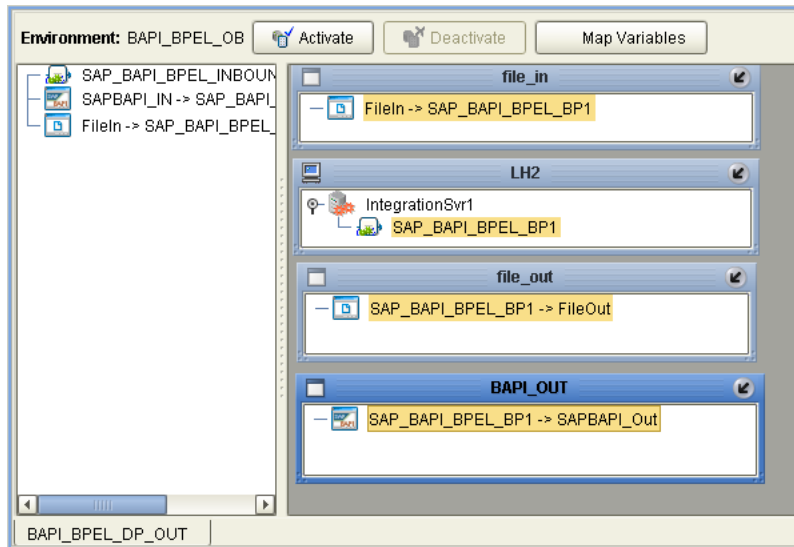 Environment: BAPI_BPEL_OB Activate Deactivate Map Variables
SAP_BAPI_BPEL_INBOUN
SAPBAPI_IN -> SAP_BAPI_
FileIn -> SAP_BAPI_BPEL_
file_in
FileIn -> SAP_BAPI_BPEL_BP1
LH2
IntegrationSvr1
SAP_BAPI_BPEL_BP1
file_out
SAP_BAPI_BPEL_BP1 -> FileOut
BAPI_OUT
SAP_BAPI_BPEL_BP1 -> SAPBAPI_Out
BAPI_BPEL_DP_OUT